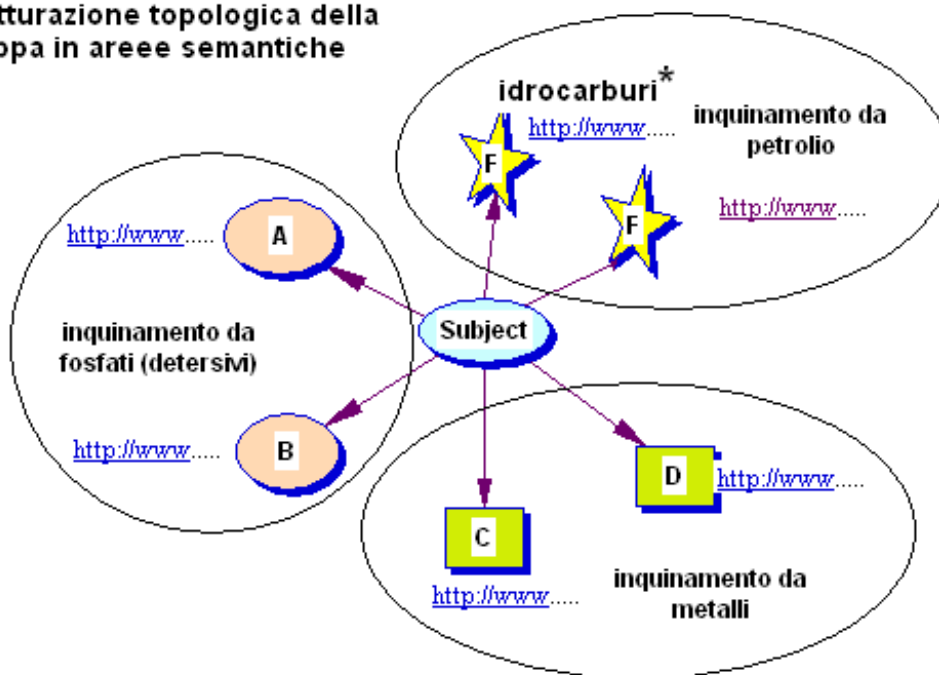 tturazione topologica della
ppa in areee semantiche
idrocarburi*
http://www.....
inquinamento da
petrolio
F
F
http://www.....
http://www.....
A
Subject
inquinamento da
fosfati (detersivi)
http://www.....
B
D
http://www.....
C
http://www.....
inquinamento da
metalli